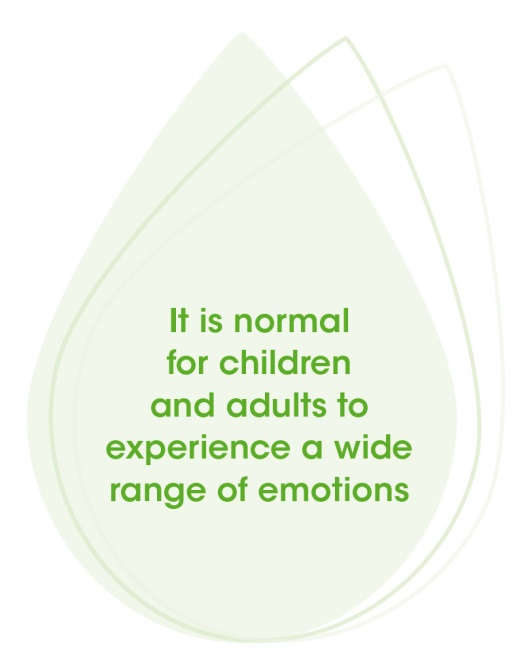 It is normal
for children
and adults to
experience a wide
range of emotions